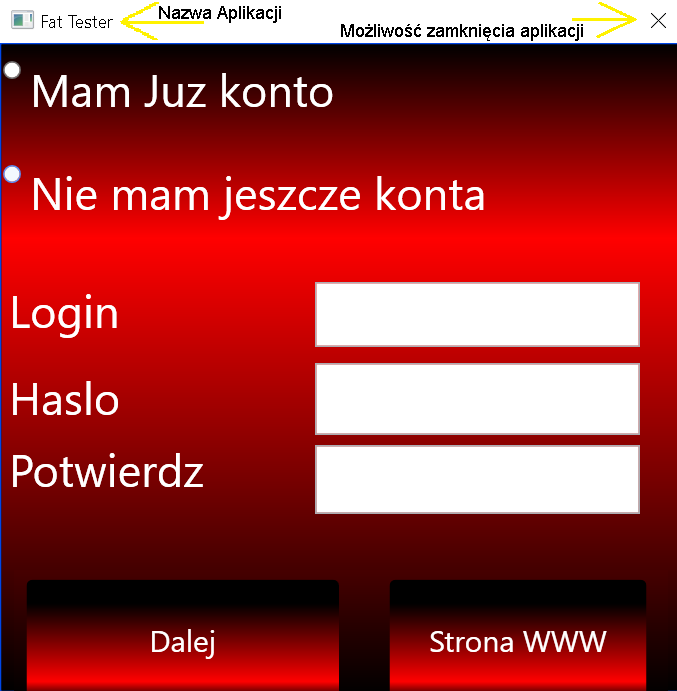 Fat Tester
Nazwa Aplikacji
Możliwość zamknięcia aplikacji
Mam Juz konto
Nie mam jeszcze konta
Login
Haslo
Potwierdz
Dalej
Strona WWW